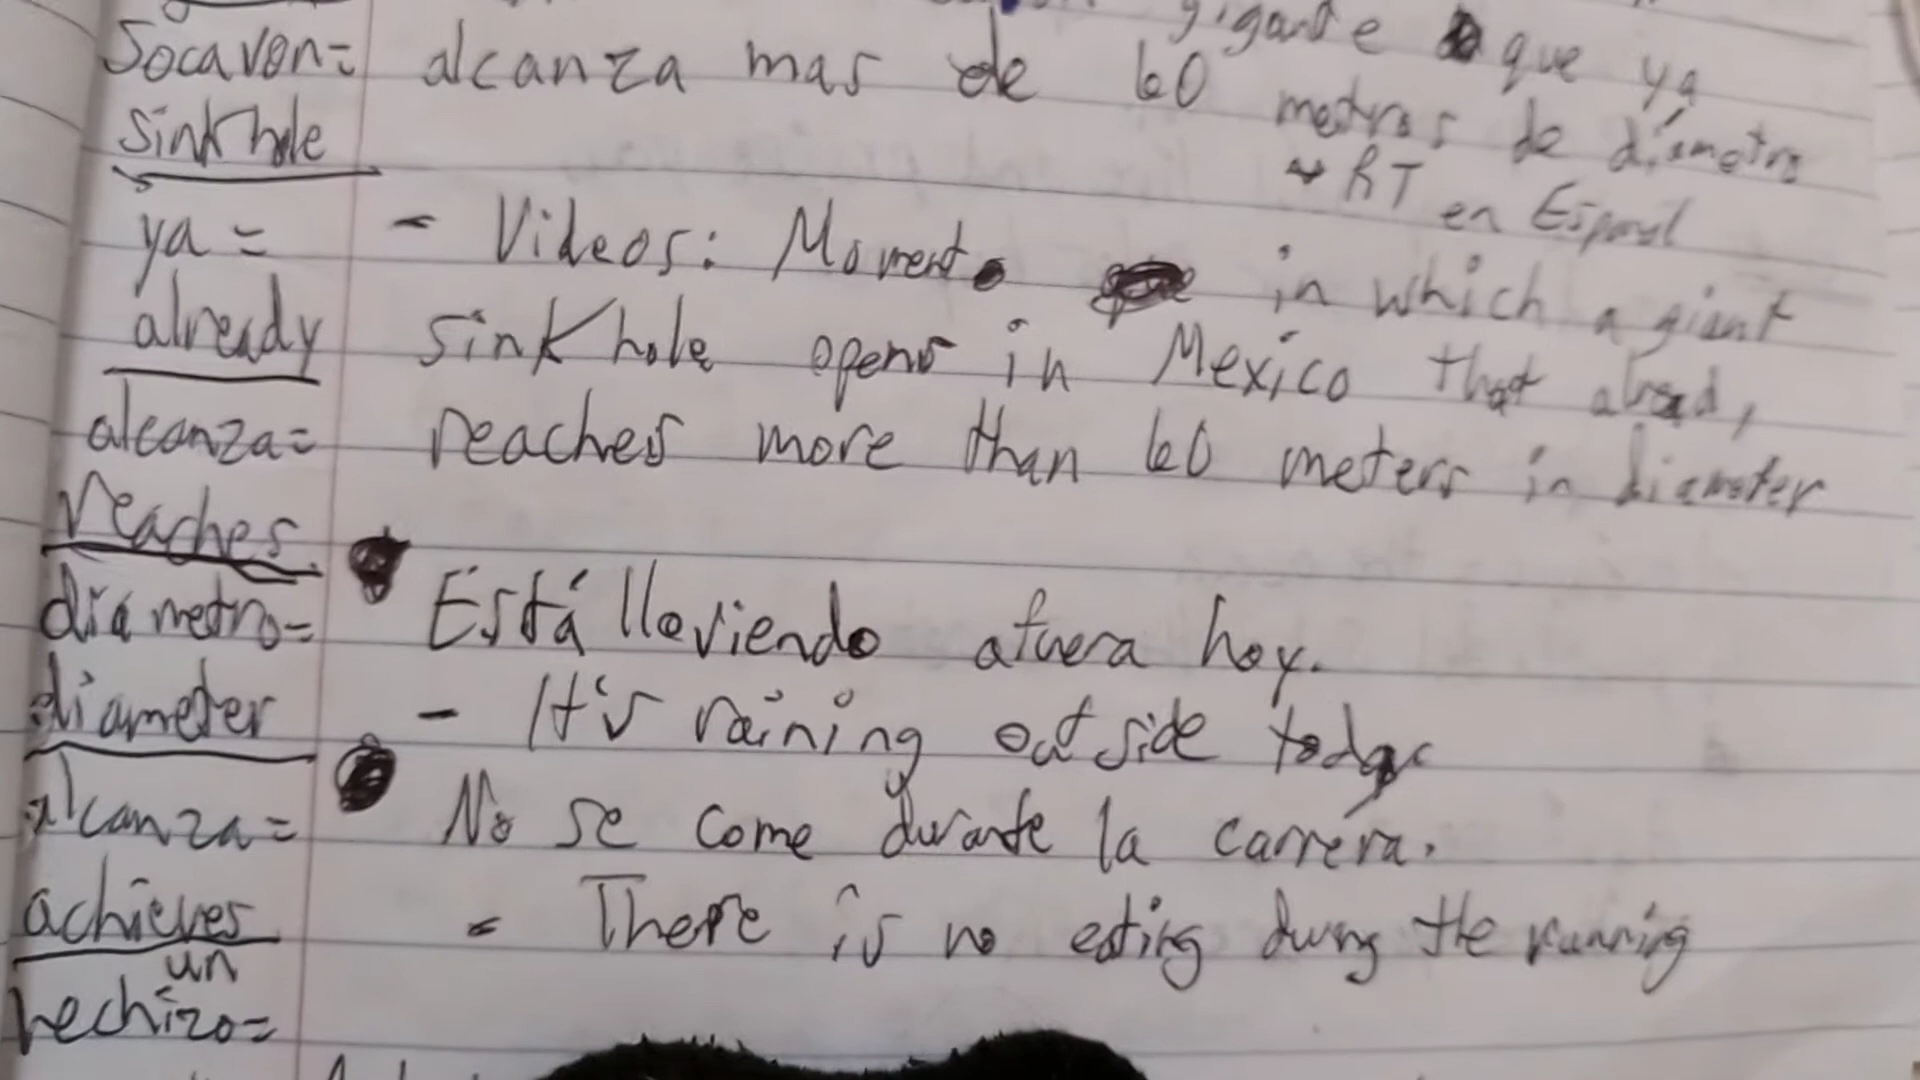 gigante que ya
Socavon= alcanza mas de 60 metros de diámetro
sinkhole
~ RT en Español
ya = - Videos: Moment in which a giant
already sinkhole opens in Mexico that
alcanza= reaches more than 60 meters in diameter
reaches
diametro= Está lloviendo afuera hoy.
diameter - It's raining outside today
alcanza= No se come durante la carrera.
achieves = There is no eating during the running
un
hechizo=